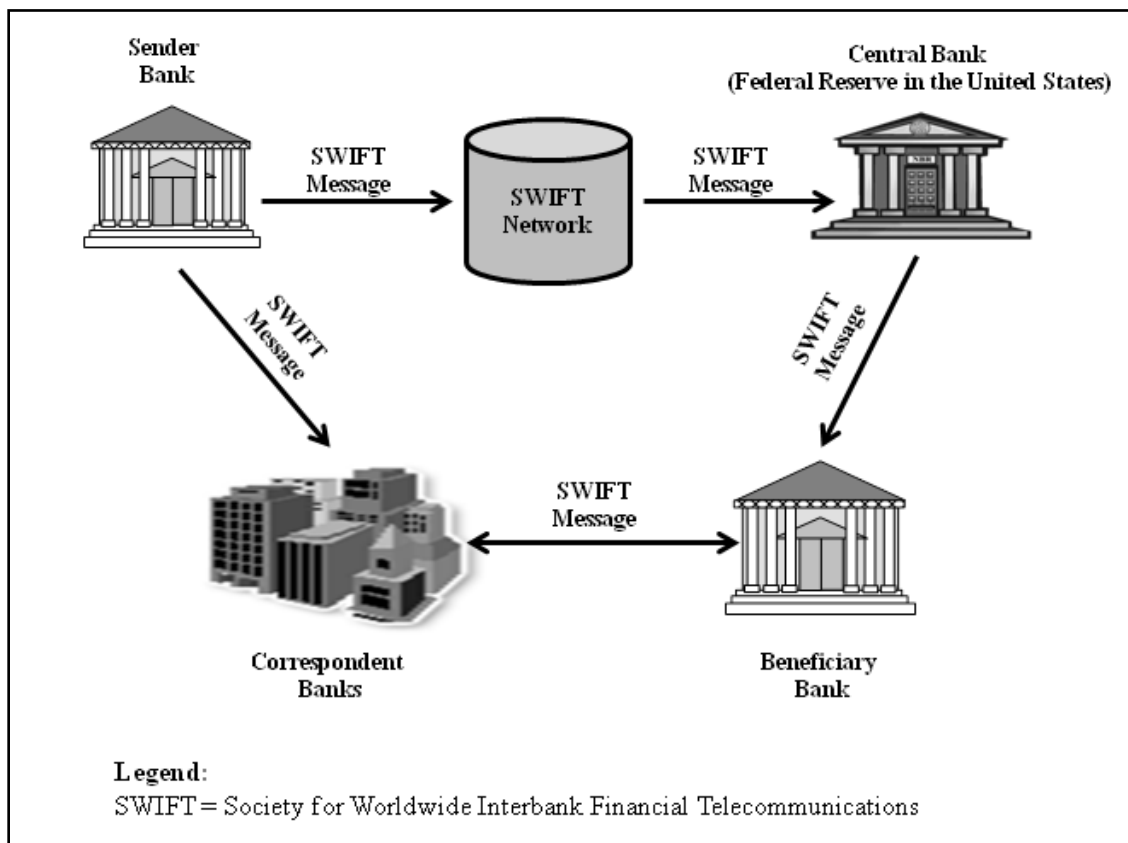 Sender
Bank
Central Bank
(Federal Reserve in the United States)
SWIFT
Message
SWIFT
Network
SWIFT
Message
NBR
SWIFT
Message
SWIFT
Message
SWIFT
Message
Correspondent
Banks
Beneficiary
Bank
Legend:
SWIFT = Society for Worldwide Interbank Financial Telecommunications